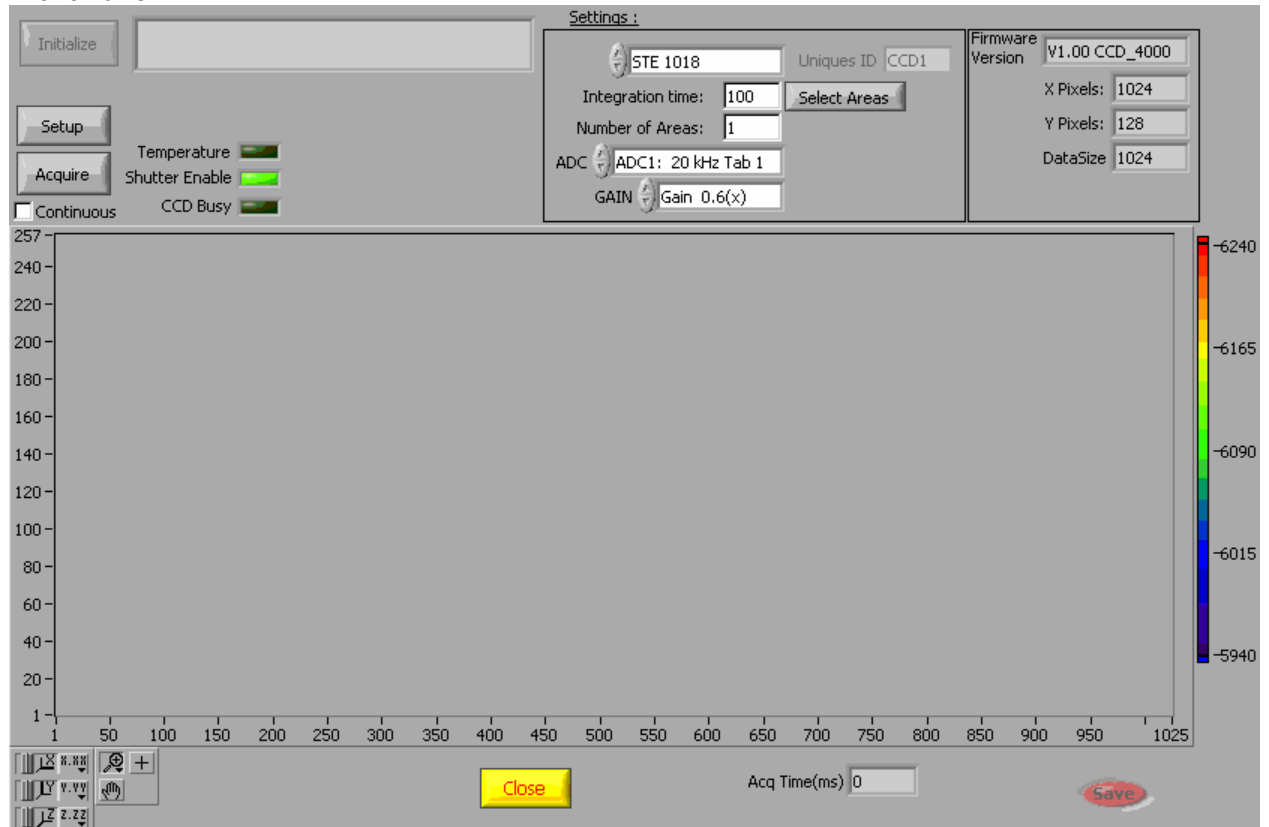 Settings :
Initialize
STE 1018
Uniques ID CCD1
Firmware Version V1.00 CCD_4000
Integration time: 100
Select Areas
X Pixels: 1024
Setup
Number of Areas: 1
Y Pixels: 128
Temperature
ADC ADC1: 20 kHz Tab 1
DataSize 1024
Acquire
Shutter Enable
GAIN Gain 0.6(x)
Continuous
CCD Busy
257
240
220
200
180
160
140
120
100
80
60
40
20
1
6240
6165
6090
6015
5940
1 50 100 150 200 250 300 350 400 450 500 550 600 650 700 750 800 850 900 950 1025
X X.XX
Y Y.YY
Z Z.ZZ
Close
Acq Time(ms) 0
Save